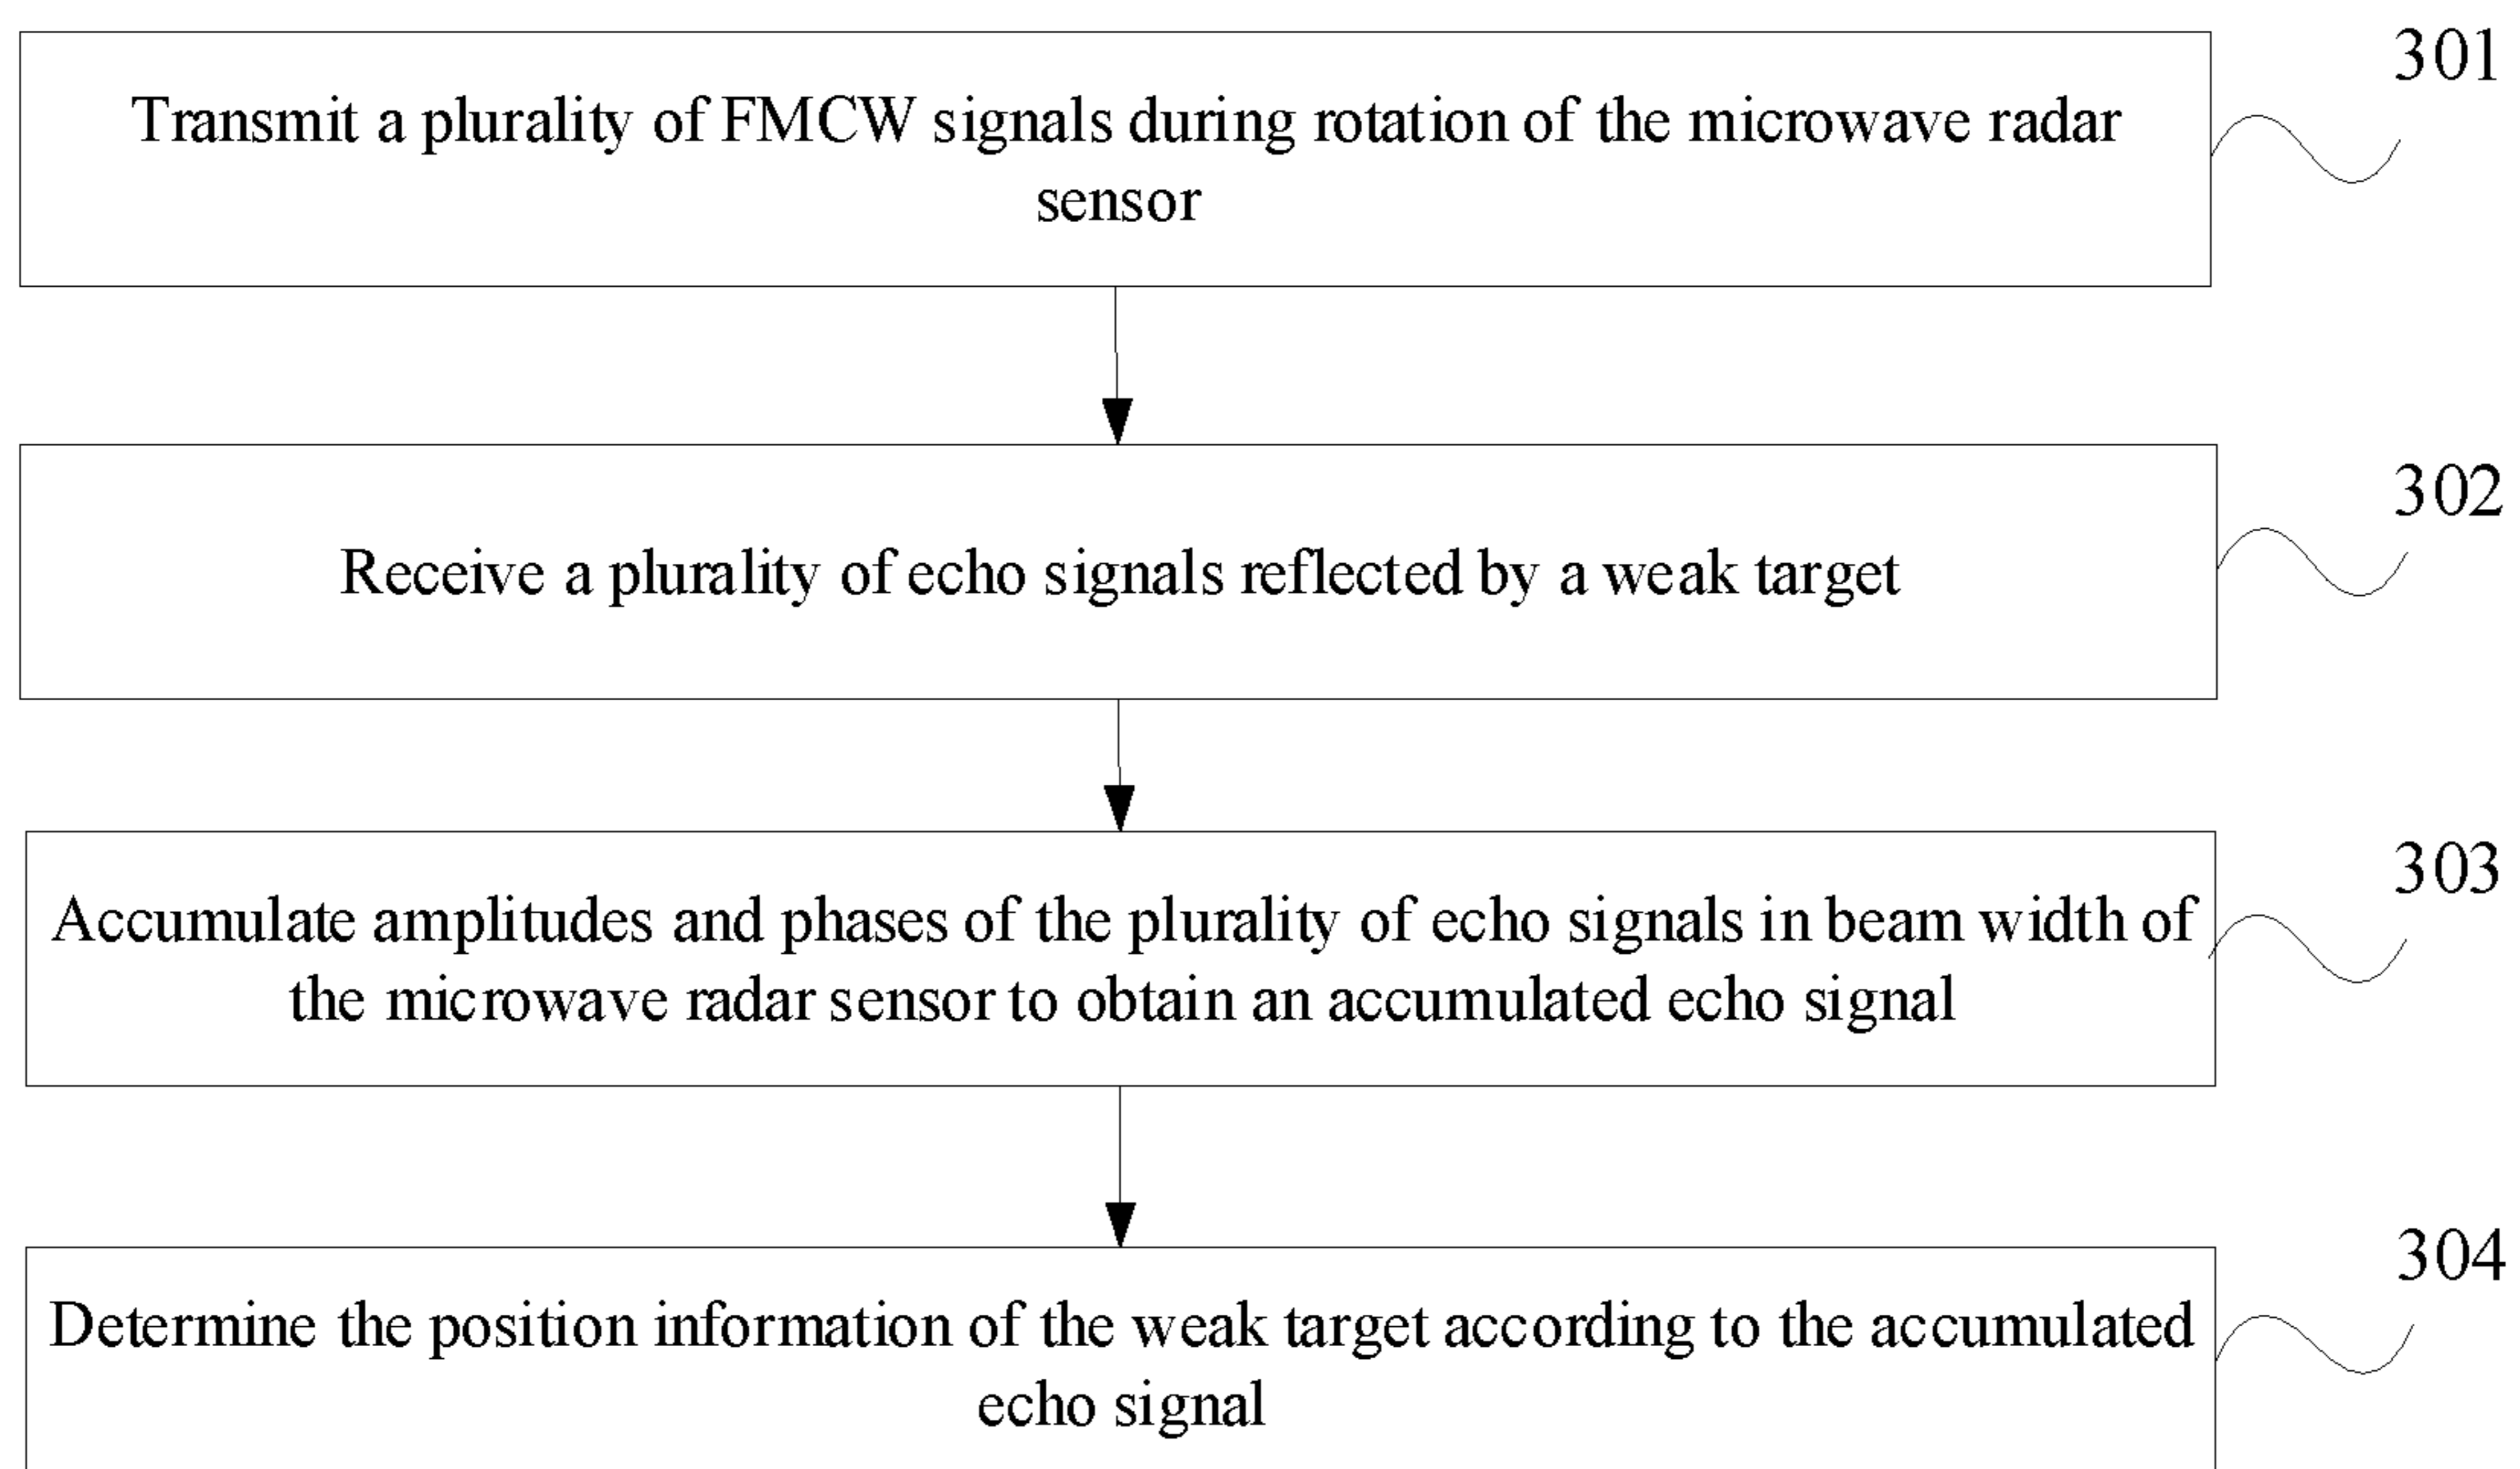 301
Transmit a plurality of FMCW signals during rotation of the microwave radar
sensor
302
Receive a plurality of echo signals reflected by a weak target
303
Accumulate amplitudes and phases of the plurality of echo signals in beam width of
the microwave radar sensor to obtain an accumulated echo signal
304
Determine the position information of the weak target according to the accumulated
echo signal